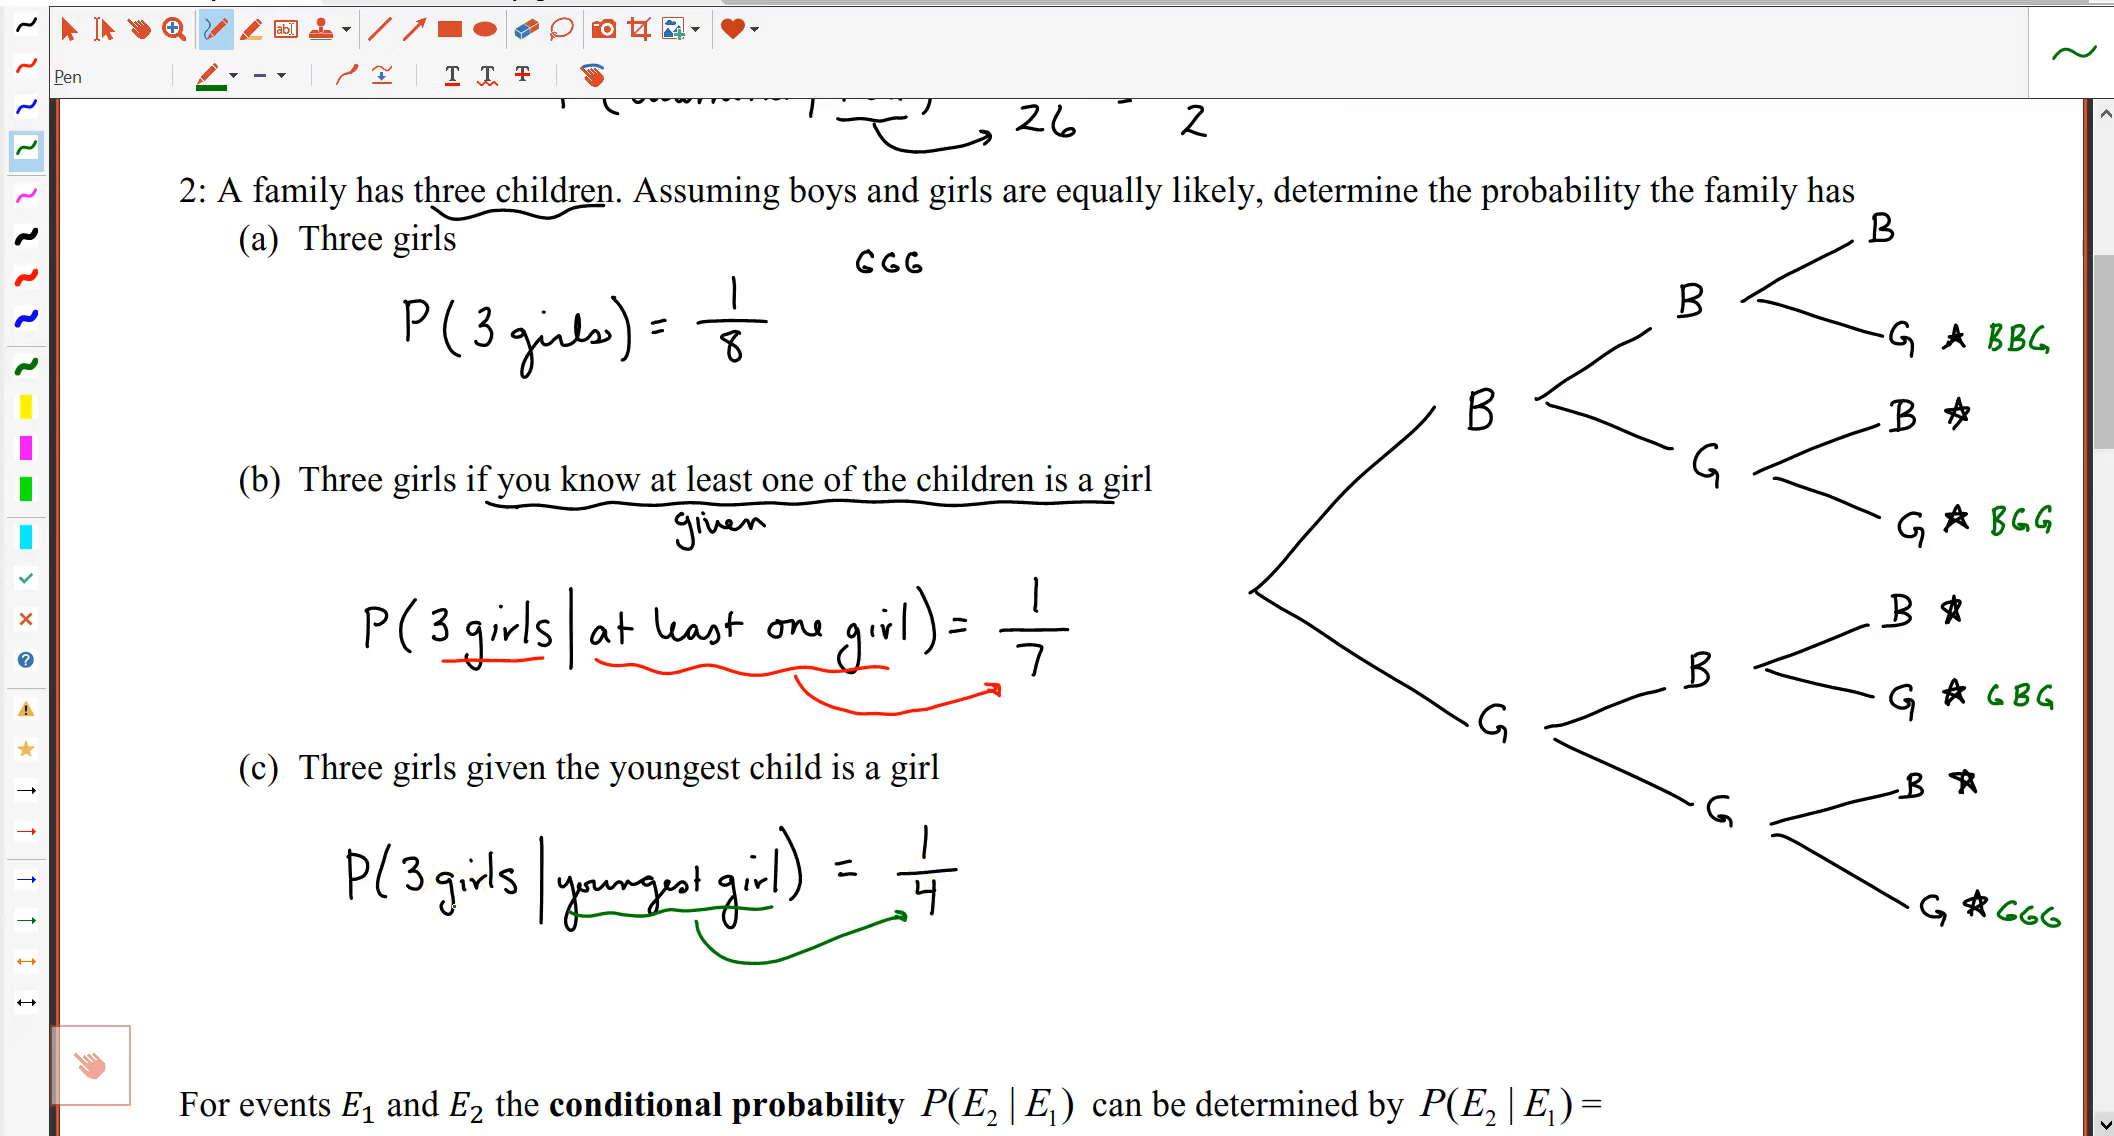 Pen
26 2
2: A family has three children. Assuming boys and girls are equally likely, determine the probability the family has
(a) Three girls
GGG
P(3 girls) = 1/8
(b) Three girls if you know at least one of the children is a girl
given
P(3 girls | at least one girl) = 1/7
(c) Three girls given the youngest child is a girl
P(3 girls | youngest girl) = 1/4
B
B
G ★ BBG
B
B ★
G
G ★ BGG
B ★
B
G ★ GBG
G
B ★
G
G ★ GGG
For events E₁ and E₂ the conditional probability P(E₂ | E₁) can be determined by P(E₂ | E₁) =